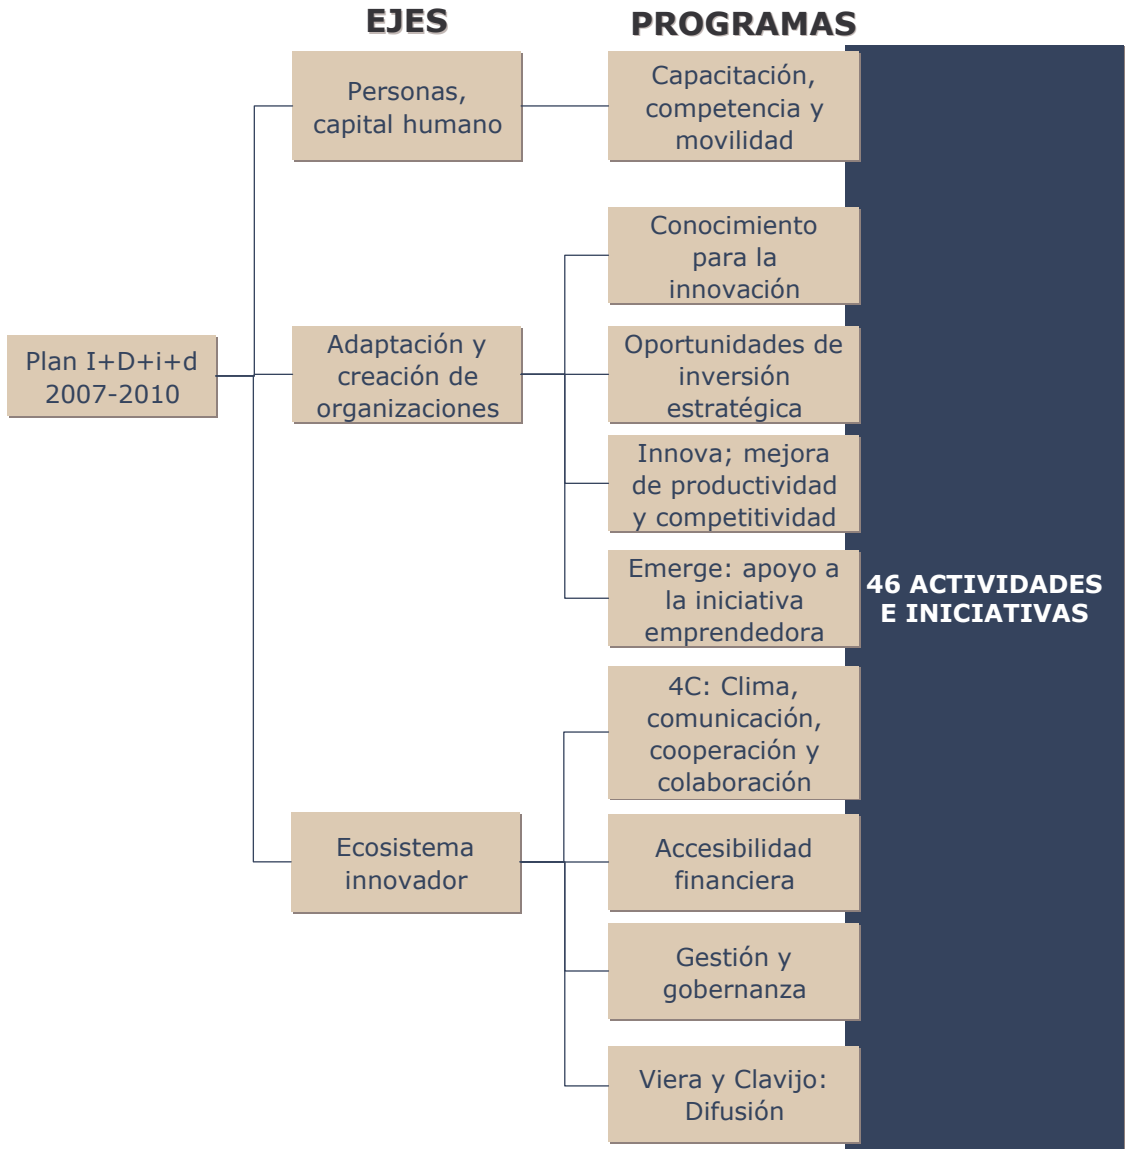 EJES
PROGRAMAS
Personas,
capital humano
Capacitación,
competencia y
movilidad
Conocimiento
para la
innovación
Plan I+D+i+d
2007-2010
Adaptación y
creación de
organizaciones
Oportunidades de
inversión
estratégica
Innova; mejora
de productividad
y competitividad
Emerge: apoyo a
la iniciativa
emprendedora
46 ACTIVIDADES
E INICIATIVAS
4C: Clima,
comunicación,
cooperación y
colaboración
Ecosistema
innovador
Accesibilidad
financiera
Gestión y
gobernanza
Viera y Clavijo:
Difusión